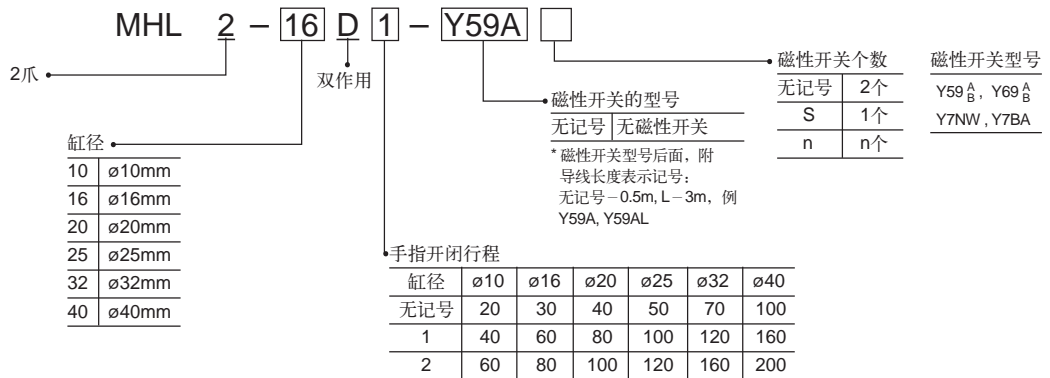 MHL 2 － 16 D 1 － Y59A
2爪
双作用
缸径
10 ø10mm
16 ø16mm
20 ø20mm
25 ø25mm
32 ø32mm
40 ø40mm
磁性开关的型号
无记号 无磁性开关
* 磁性开关型号后面，附
导线长度表示记号：
无记号－0.5m, L－3m，例
Y59A, Y59AL
磁性开关个数
无记号 2个
S 1个
n n个
磁性开关型号
Y59 A B ，Y69 A B
Y7NW , Y7BA
手指开闭行程
缸径 ø10 ø16 ø20 ø25 ø32 ø40
无记号 20 30 40 50 70 100
1 40 60 80 100 120 160
2 60 80 100 120 160 200